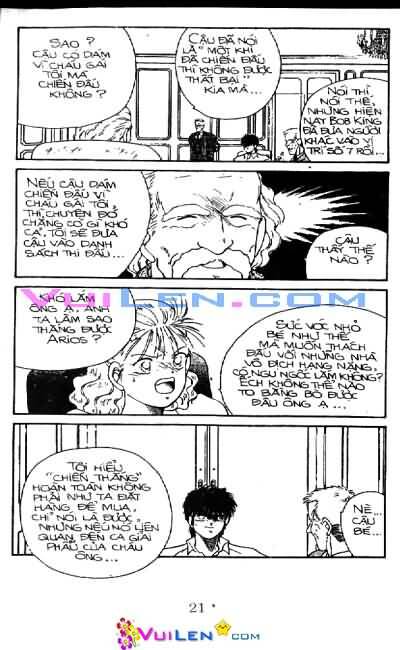 SAO?
CẬU CÓ DÁM
VÌ CHÁU GÁI
TÔI MÀ
CHIẾN ĐẤU
KHÔNG?
CẬU ĐÃ NÓI
LÀ "MỘT KHI
ĐÃ CHIẾN ĐẤU
THÌ KHÔNG ĐƯỢC
THẤT BẠI"
KIA MÀ...
NÓI THÌ
NÓI THẾ,
NHƯNG HIỆN
NAY BOB KING
ĐÃ ĐƯA NGƯỜI
KHÁC VÀO VỊ
TRÍ SỐ 7 RỒI...
NẾU CẬU DÁM
CHIẾN ĐẤU VÌ
CHÁU GÁI TÔI,
THÌ CHUYỆN ĐÓ
CHẲNG CÓ GÌ KHÓ
CẢ, TÔI SẼ ĐƯA
CẬU VÀO DANH
SÁCH THI ĐẤU...
CẬU
THẤY THẾ
NÀO?
KHÓ LẮM
ÔNG Ạ, ANH
TA LÀM SAO
THẮNG ĐƯỢC
ARIOS?
SỨC VÓC NHỎ
BÉ NHƯ THẾ
MÀ MUỐN THÁCH
ĐẤU VỚI NHỮNG NHÀ
VÔ ĐỊCH HẠNG NẶNG,
CÓ NGU NGỐC LẮM KHÔNG?
ẾCH KHÔNG THỂ NÀO
TO BẰNG BÒ ĐƯỢC
ĐÂU ÔNG Ạ...
VUILEN.COM
TÔI HIỂU,
"CHIẾN THẮNG"
HOÀN TOÀN KHÔNG
PHẢI NHƯ TA ĐẶT
HÀNG ĐỂ MUA,
CHỈ NÓI LÀ ĐƯỢC,
NHƯNG NẾU NÓ LIÊN
QUAN ĐẾN CA GIẢI
PHẪU CỦA CHÁU
ÔNG...
NÈ...
CẬU
BÉ...
21
VUILEN.COM